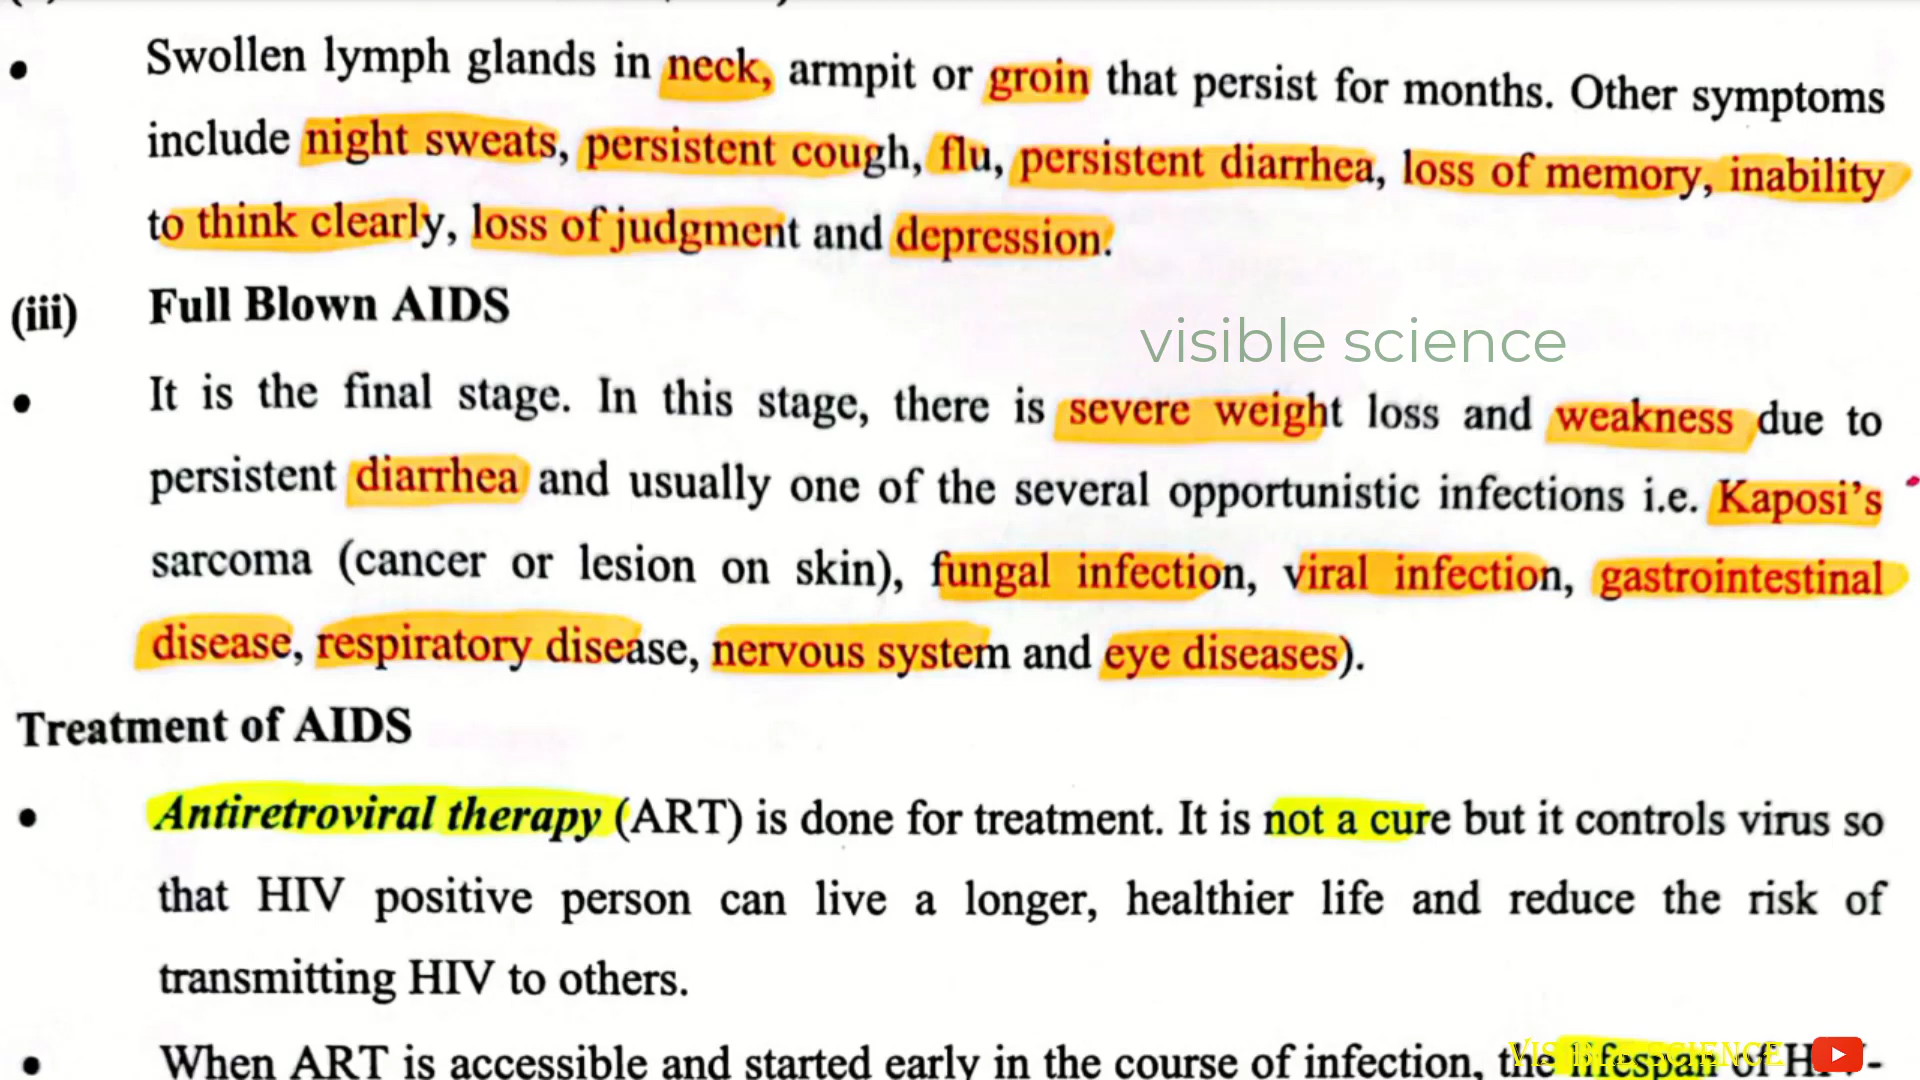 Swollen lymph glands in neck, armpit or groin that persist for months. Other symptoms
include night sweats, persistent cough, flu, persistent diarrhea, loss of memory, inability
to think clearly, loss of judgment and depression.
(iii) Full Blown AIDS
visible science
It is the final stage. In this stage, there is severe weight loss and weakness due to
persistent diarrhea and usually one of the several opportunistic infections i.e. Kaposi's
sarcoma (cancer or lesion on skin), fungal infection, viral infection, gastrointestinal
disease, respiratory disease, nervous system and eye diseases).
Treatment of AIDS
Antiretroviral therapy (ART) is done for treatment. It is not a cure but it controls virus so
that HIV positive person can live a longer, healthier life and reduce the risk of
transmitting HIV to others.
When ART is accessible and started early in the course of infection, the lifespan of
SCIENCE